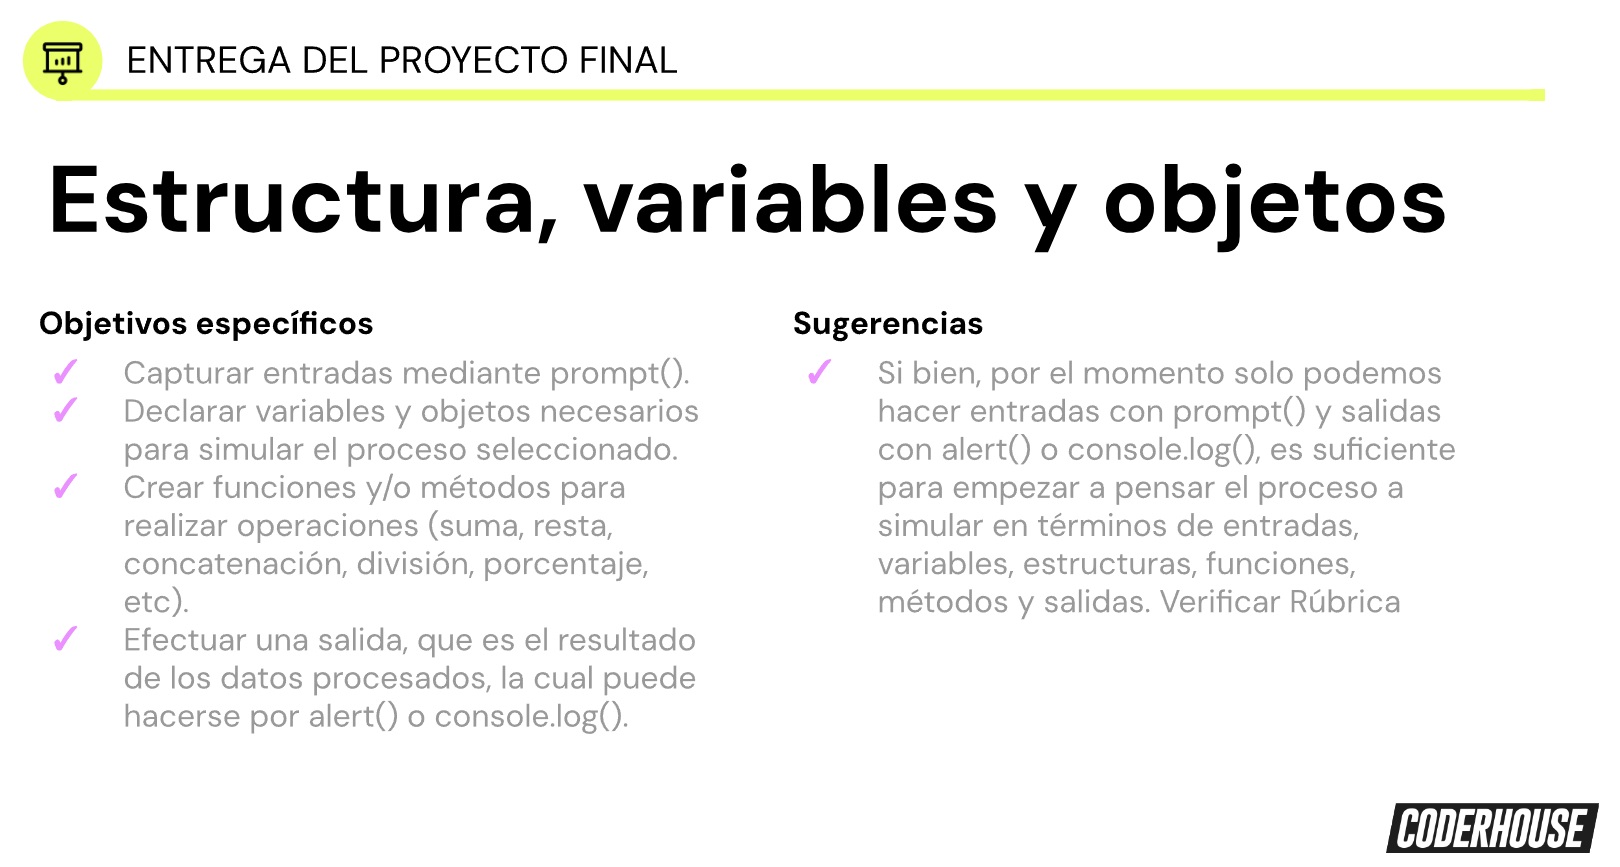 ENTREGA DEL PROYECTO FINAL
Estructura, variables y objetos
Objetivos específicos
✓ Capturar entradas mediante prompt().
✓ Declarar variables y objetos necesarios
para simular el proceso seleccionado.
✓ Crear funciones y/o métodos para
realizar operaciones (suma, resta,
concatenación, división, porcentaje,
etc).
✓ Efectuar una salida, que es el resultado
de los datos procesados, la cual puede
hacerse por alert() o console.log().
Sugerencias
✓ Si bien, por el momento solo podemos
hacer entradas con prompt() y salidas
con alert() o console.log(), es suficiente
para empezar a pensar el proceso a
simular en términos de entradas,
variables, estructuras, funciones,
métodos y salidas. Verificar Rúbrica
CODERHOUSE